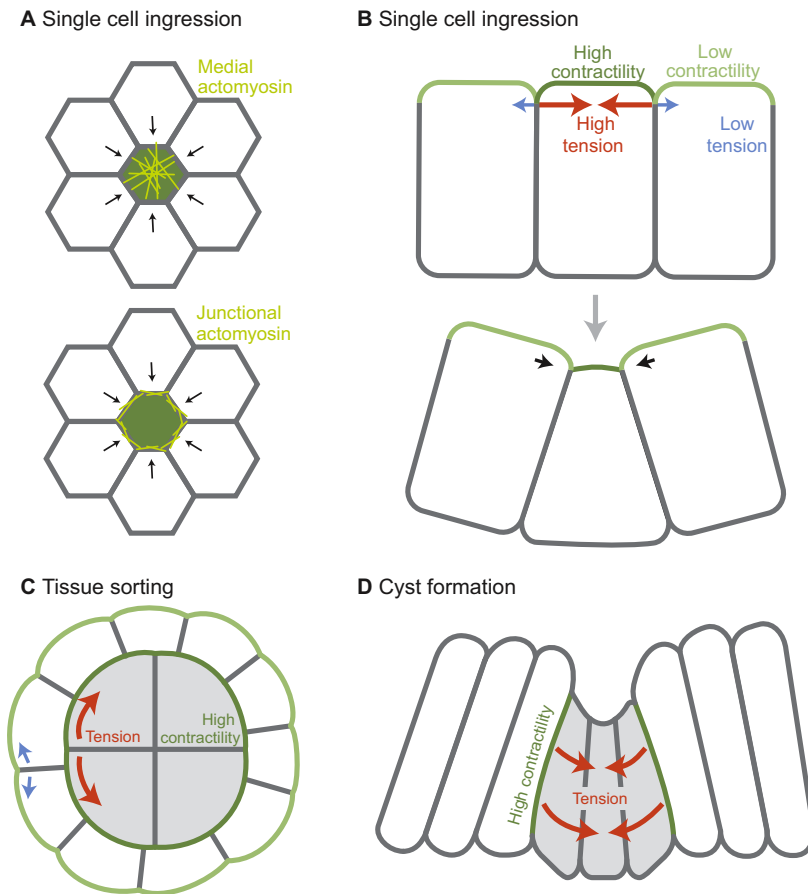 A Single cell ingression
Medial
actomyosin
Junctional
actomyosin
B Single cell ingression
High
contractility
Low
contractility
High
tension
Low
tension
C Tissue sorting
Tension
High
contractility
D Cyst formation
High contractility
Tension